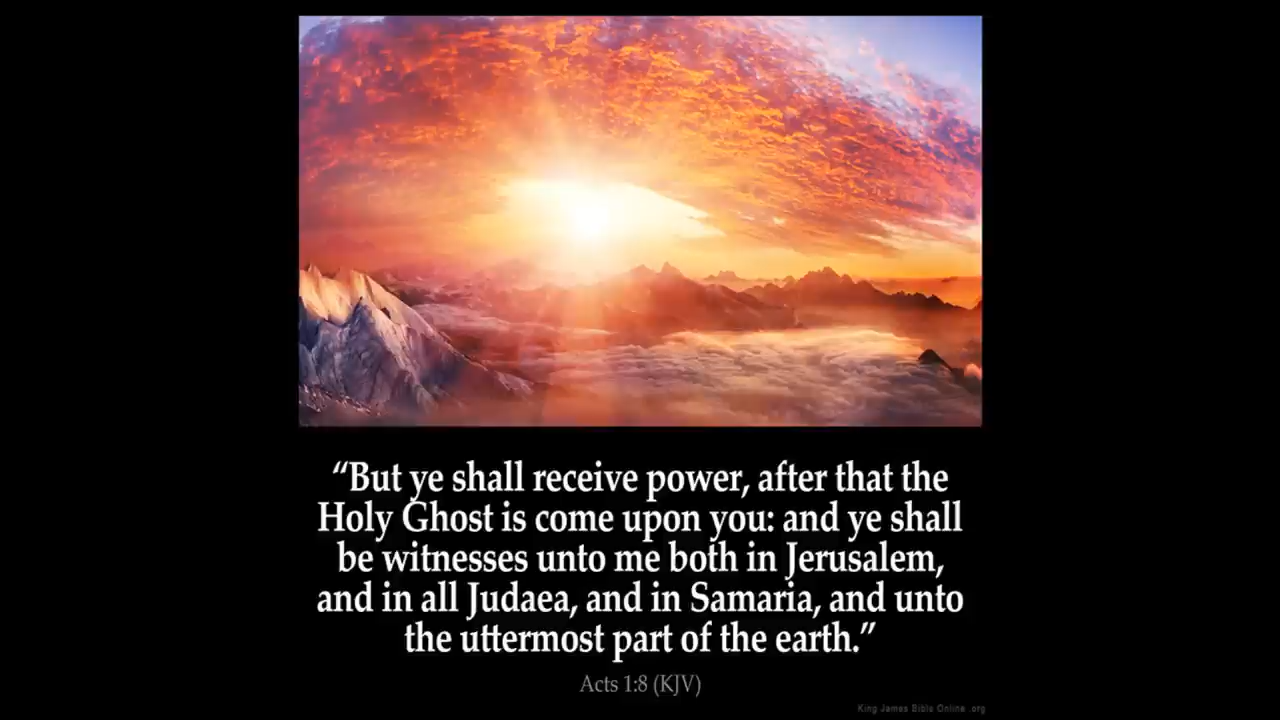 “But ye shall receive power, after that the
Holy Ghost is come upon you: and ye shall
be witnesses unto me both in Jerusalem,
and in all Judaea, and in Samaria, and unto
the uttermost part of the earth.”
Acts 1:8 (KJV)
King James Bible Online .org